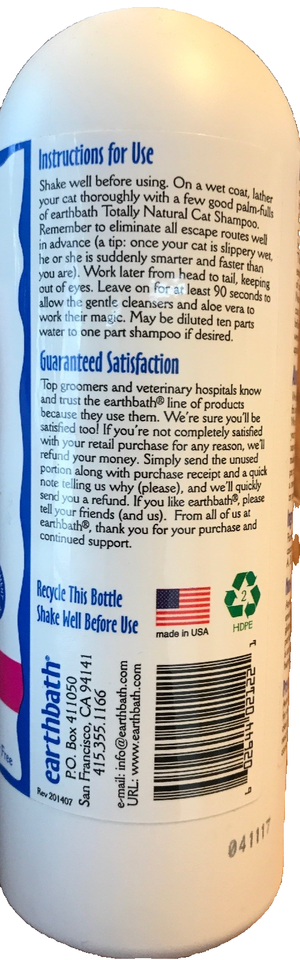 Instructions for Use
Shake well before using. On a wet coat, lather
your cat thoroughly with a few good palm-fulls
of earthbath Totally Natural Cat Shampoo.
Remember to eliminate all escape routes well
in advance (a tip: once your cat is slippery wet,
he or she is suddenly smarter and faster than
you are). Work later from head to tail, keeping
out of eyes. Leave on for at least 90 seconds to
allow the gentle cleansers and aloe vera to
work their magic. May be diluted ten parts
water to one part shampoo if desired.
Guaranteed Satisfaction
Top groomers and veterinary hospitals know
and trust the earthbath® line of products
because they use them. We're sure you'll be
satisfied too! If you're not completely satisfied
with your retail purchase for any reason, we'll
refund your money. Simply send the unused
portion along with purchase receipt and a quick
note telling us why (please), and we'll quickly
send you a refund. If you like earthbath®, please
tell your friends (and us). From all of us at
earthbath®, thank you for your purchase and
continued support.
Recycle This Bottle
Shake Well Before Use
made in USA
2
HDPE
earthbath®
P.O. Box 411050
San Francisco, CA 94141
415.355.1166
e-mail: info@earthbath.com
URL: www.earthbath.com
Rev 201407
6 02644 02122 1
Free
041117